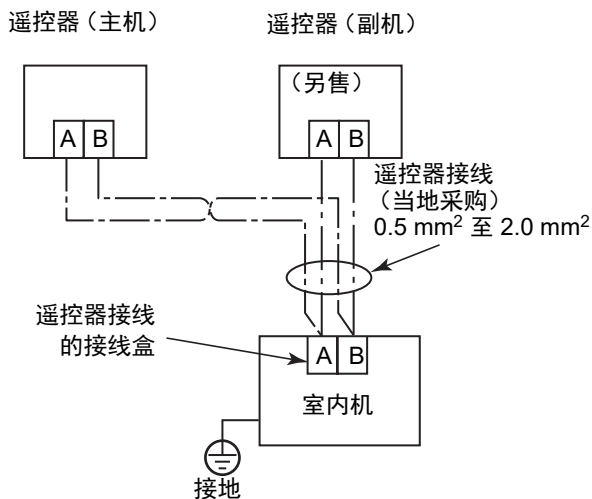 遥控器（主机）
遥控器（副机）
（另售）
A B
A B
遥控器接线
（当地采购）
0.5 mm² 至 2.0 mm²
遥控器接线
的接线盒
A B
室内机
接地